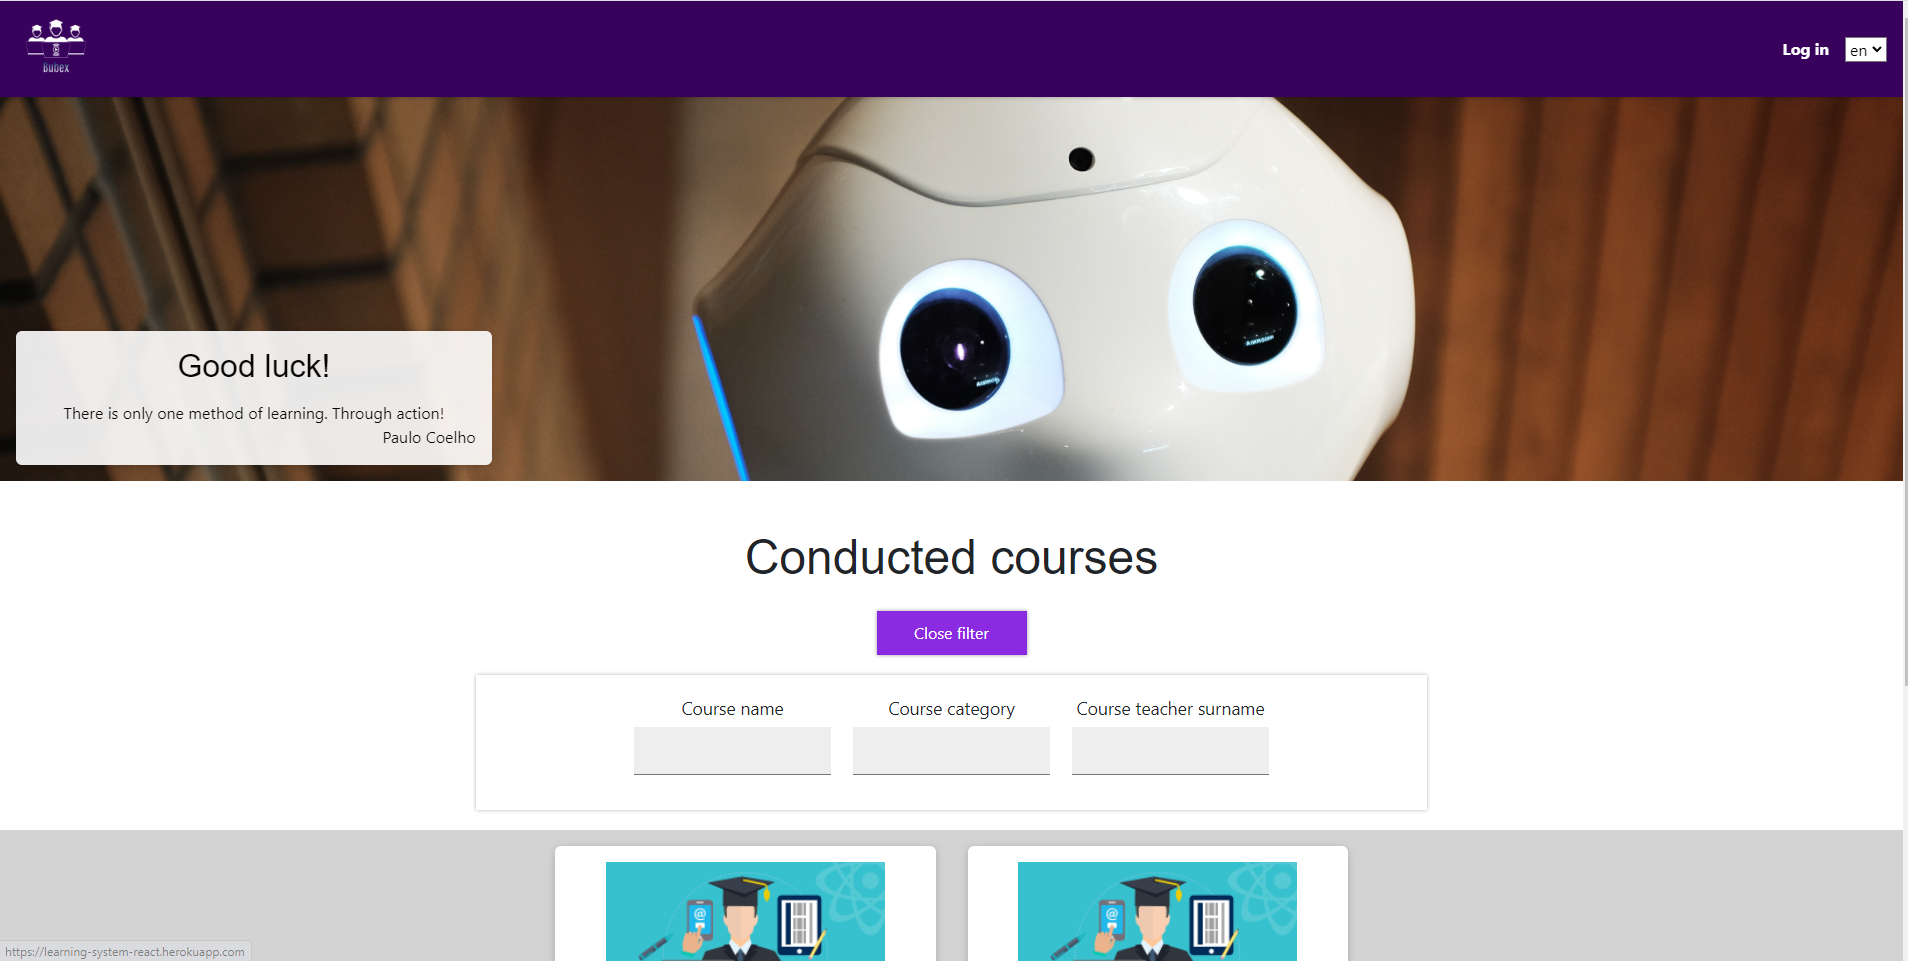 Bubex
Log in
en
Good luck!
There is only one method of learning. Through action!
Paulo Coelho
Conducted courses
Close filter
Course name
Course category
Course teacher surname
@
@
https://learning-system-react.herokuapp.com